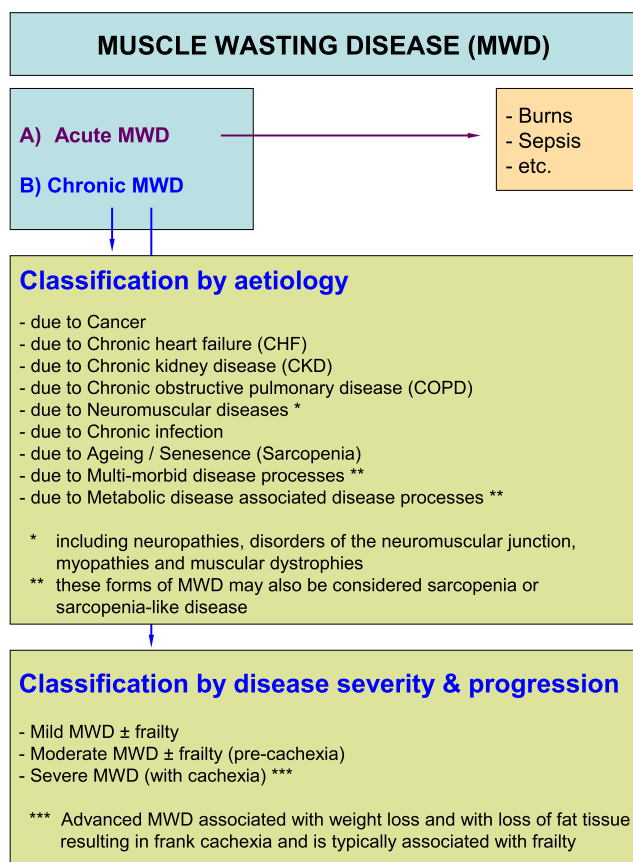 MUSCLE WASTING DISEASE (MWD)
A) Acute MWD
- Burns
- Sepsis
- etc.
B) Chronic MWD
Classification by aetiology
- due to Cancer
- due to Chronic heart failure (CHF)
- due to Chronic kidney disease (CKD)
- due to Chronic obstructive pulmonary disease (COPD)
- due to Neuromuscular diseases *
- due to Chronic infection
- due to Ageing / Senesence (Sarcopenia)
- due to Multi-morbid disease processes **
- due to Metabolic disease associated disease processes **
* including neuropathies, disorders of the neuromuscular junction,
myopathies and muscular dystrophies
** these forms of MWD may also be considered sarcopenia or
sarcopenia-like disease
Classification by disease severity & progression
- Mild MWD ± frailty
- Moderate MWD ± frailty (pre-cachexia)
- Severe MWD (with cachexia) ***
*** Advanced MWD associated with weight loss and with loss of fat tissue
resulting in frank cachexia and is typically associated with frailty